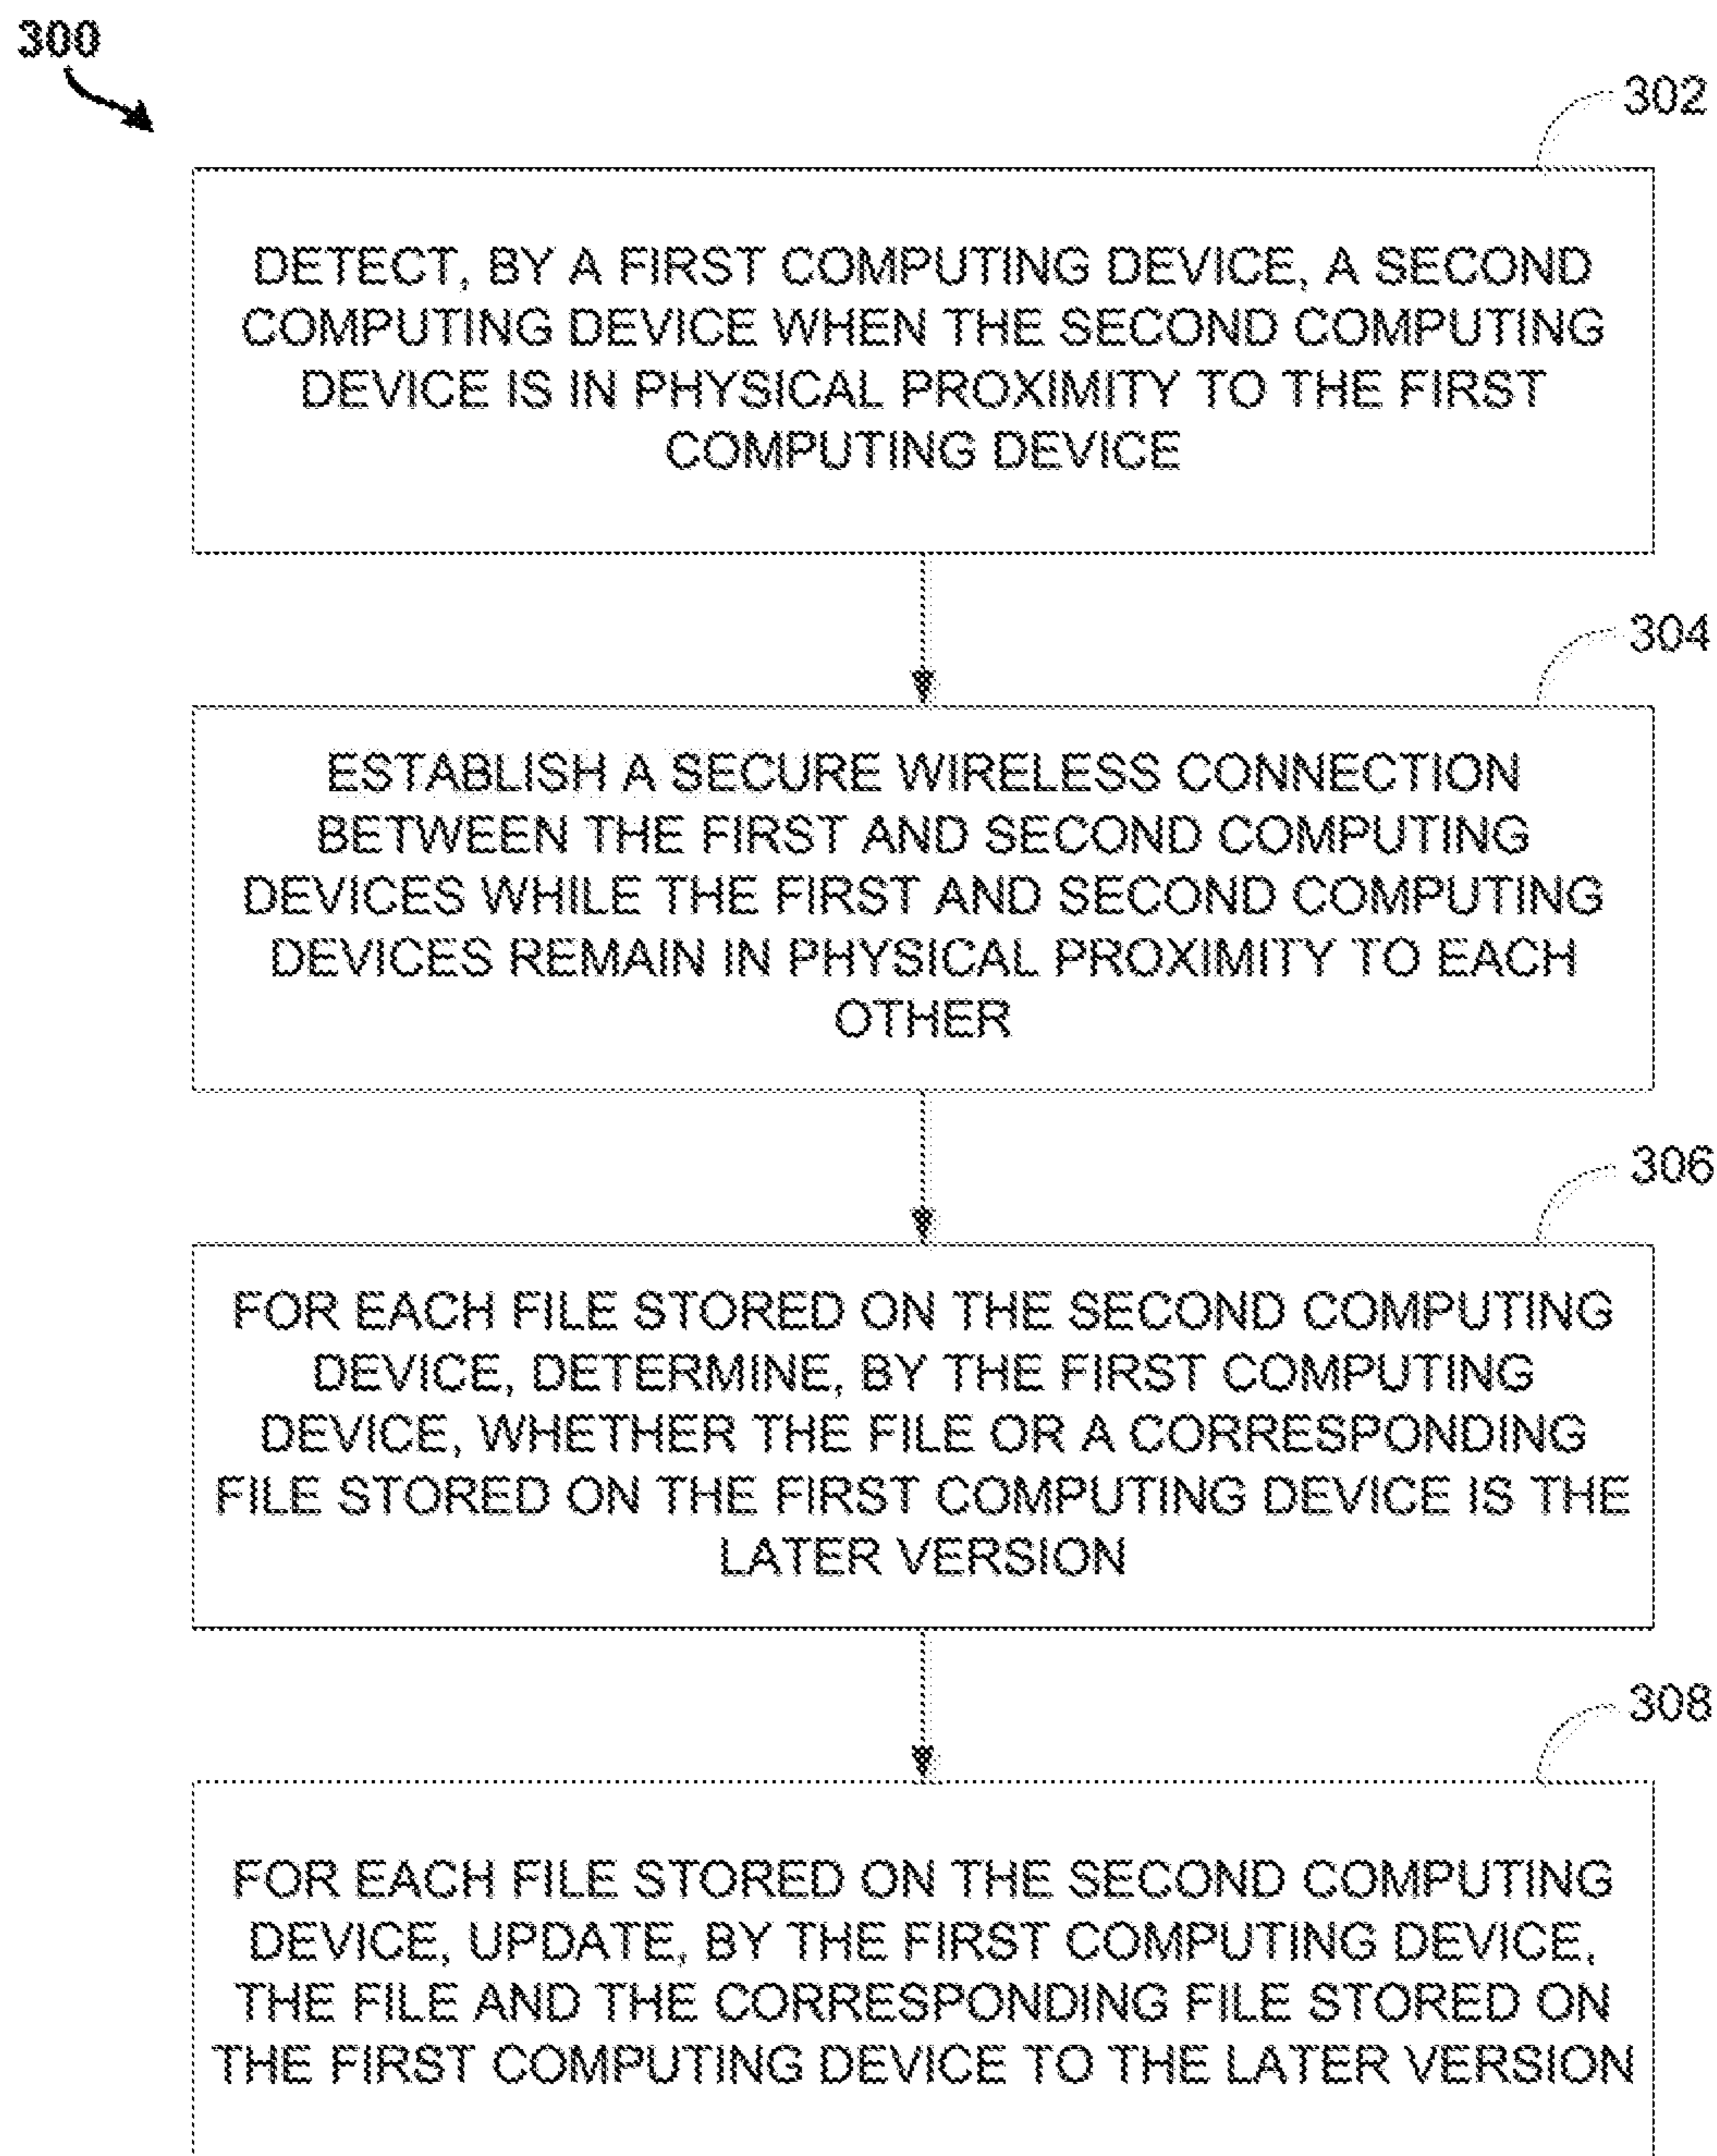 300
302
DETECT, BY A FIRST COMPUTING DEVICE, A SECOND
COMPUTING DEVICE WHEN THE SECOND COMPUTING
DEVICE IS IN PHYSICAL PROXIMITY TO THE FIRST
COMPUTING DEVICE
304
ESTABLISH A SECURE WIRELESS CONNECTION
BETWEEN THE FIRST AND SECOND COMPUTING
DEVICES WHILE THE FIRST AND SECOND COMPUTING
DEVICES REMAIN IN PHYSICAL PROXIMITY TO EACH
OTHER
306
FOR EACH FILE STORED ON THE SECOND COMPUTING
DEVICE, DETERMINE, BY THE FIRST COMPUTING
DEVICE, WHETHER THE FILE OR A CORRESPONDING
FILE STORED ON THE FIRST COMPUTING DEVICE IS THE
LATER VERSION
308
FOR EACH FILE STORED ON THE SECOND COMPUTING
DEVICE, UPDATE, BY THE FIRST COMPUTING DEVICE,
THE FILE AND THE CORRESPONDING FILE STORED ON
THE FIRST COMPUTING DEVICE TO THE LATER VERSION